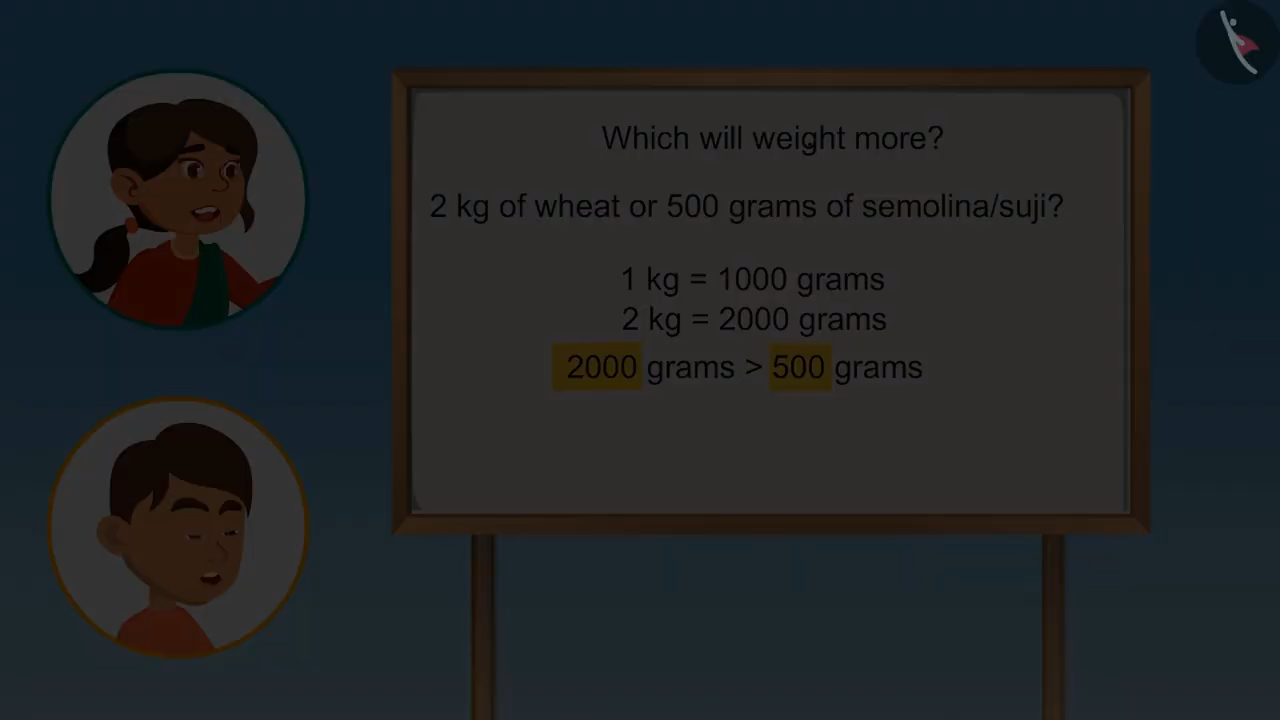 Which will weight more?
2 kg of wheat or 500 grams of semolina/suji?
1 kg = 1000 grams
2 kg = 2000 grams
2000 grams > 500 grams